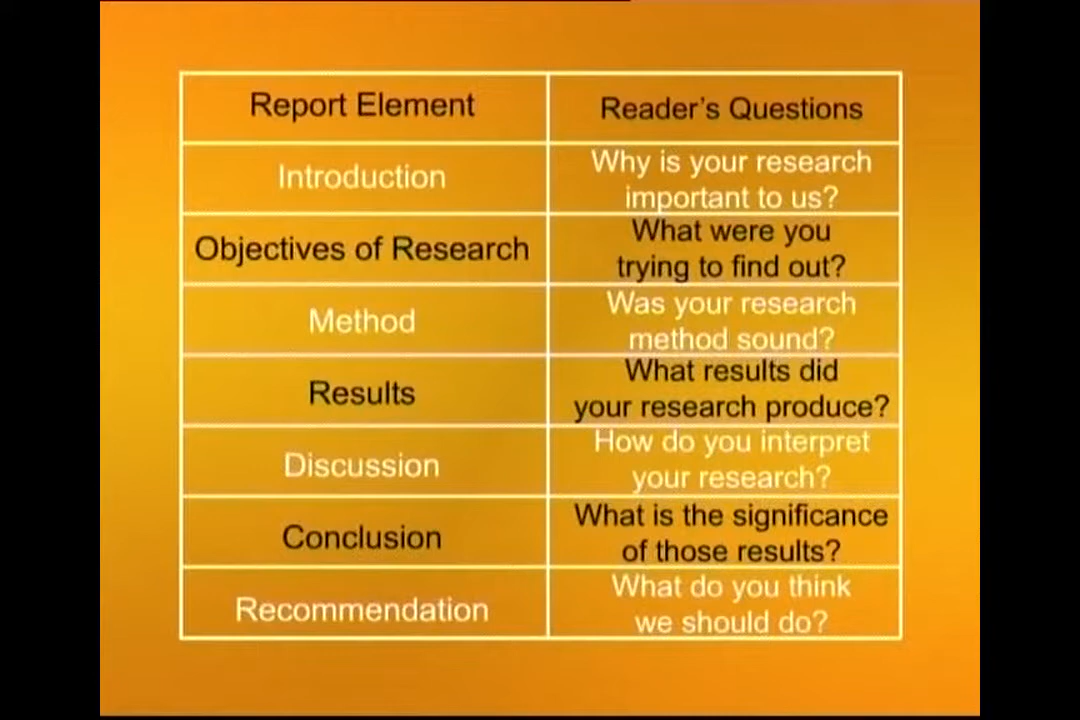 Report Element
Reader's Questions
Introduction
Why is your research
important to us?
Objectives of Research
What were you
trying to find out?
Method
Was your research
method sound?
Results
What results did
your research produce?
Discussion
How do you interpret
your research?
Conclusion
What is the significance
of those results?
Recommendation
What do you think
we should do?